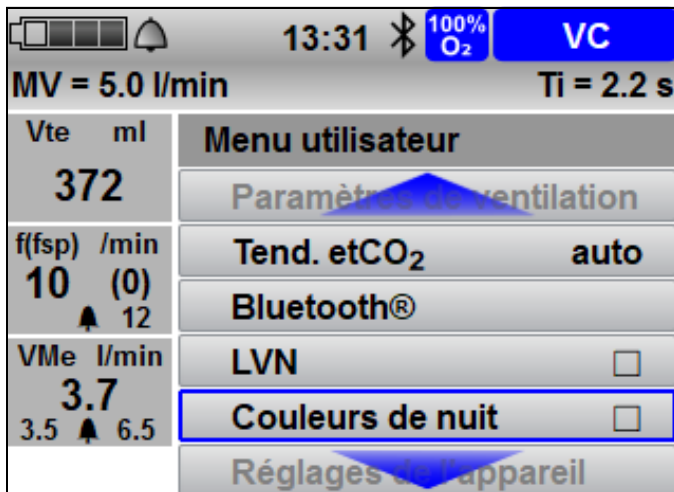 13:31 100% O₂ VC
MV = 5.0 l/min Ti = 2.2 s
Vte ml
372
f(fsp) /min
10 (0)
12
VMe l/min
3.7
3.5 6.5
Menu utilisateur
Paramètres de ventilation
Tend. etCO₂ auto
Bluetooth®
LVN
Couleurs de nuit
Réglages de l'appareil